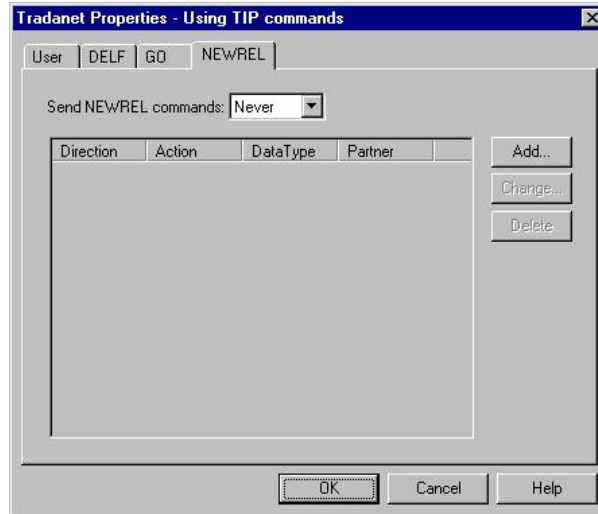 Tradanet Properties - Using TIP commands
User DELF GO NEWREL
Send NEWREL commands: Never
Direction Action DataType Partner
Add...
Change...
Delete
OK Cancel Help